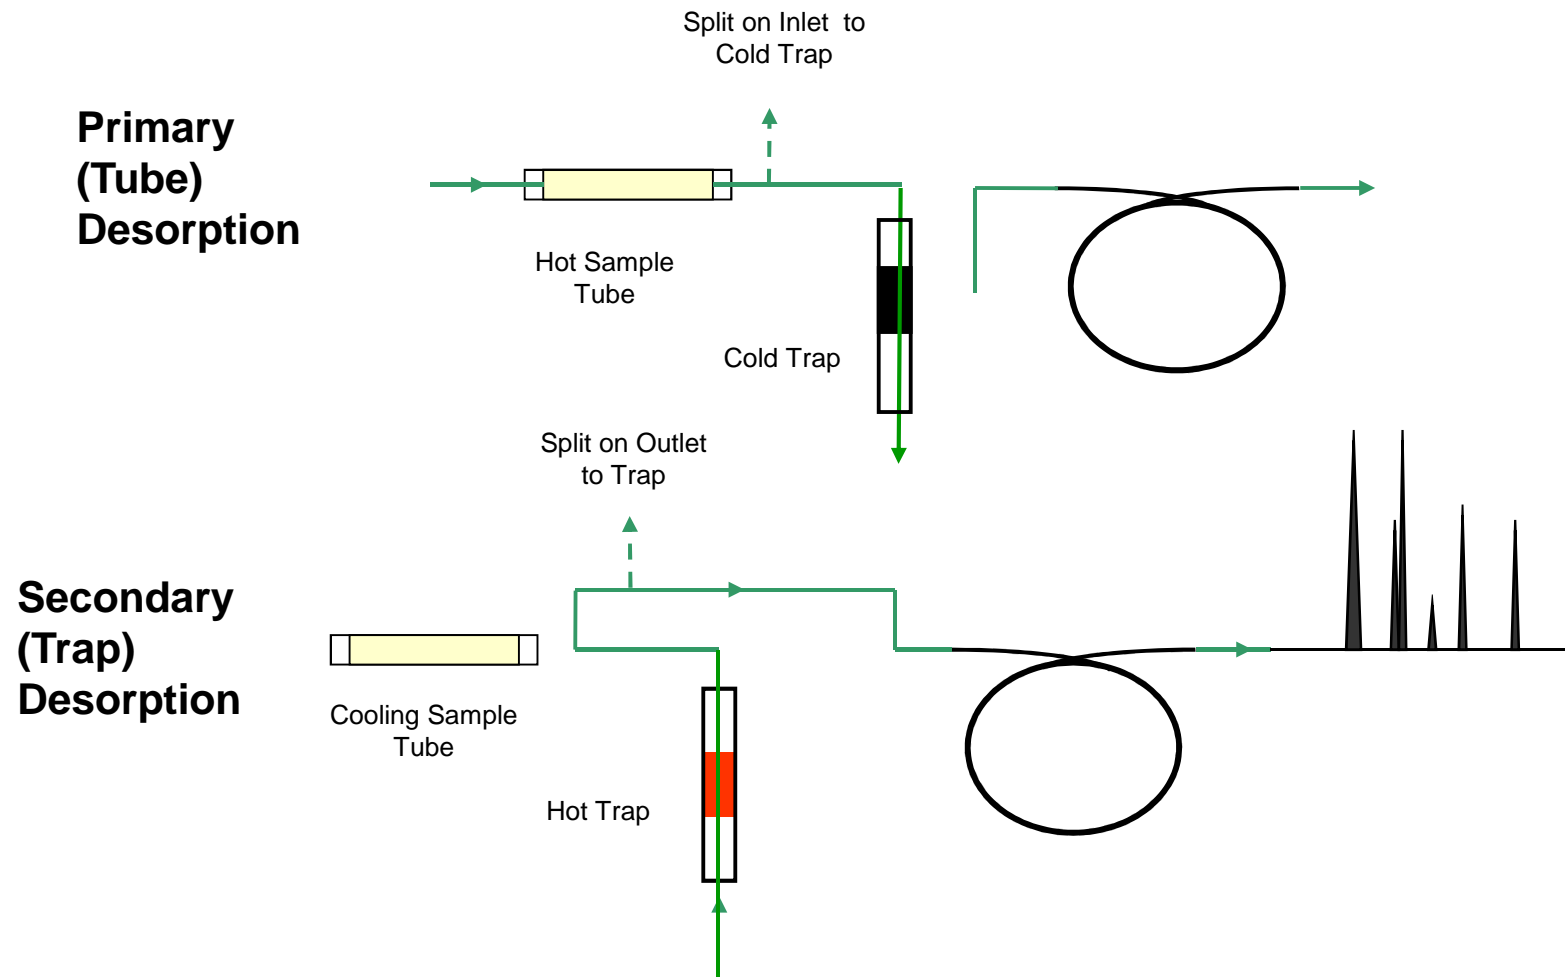 Split on Inlet to
Cold Trap
Primary
(Tube)
Desorption
Hot Sample
Tube
Cold Trap
Split on Outlet
to Trap
Secondary
(Trap)
Desorption
Cooling Sample
Tube
Hot Trap